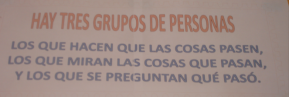 HAY TRES GRUPOS DE PERSONAS
LOS QUE HACEN QUE LAS COSAS PASEN,
LOS QUE MIRAN LAS COSAS QUE PASAN,
Y LOS QUE SE PREGUNTAN QUÉ PASÓ.